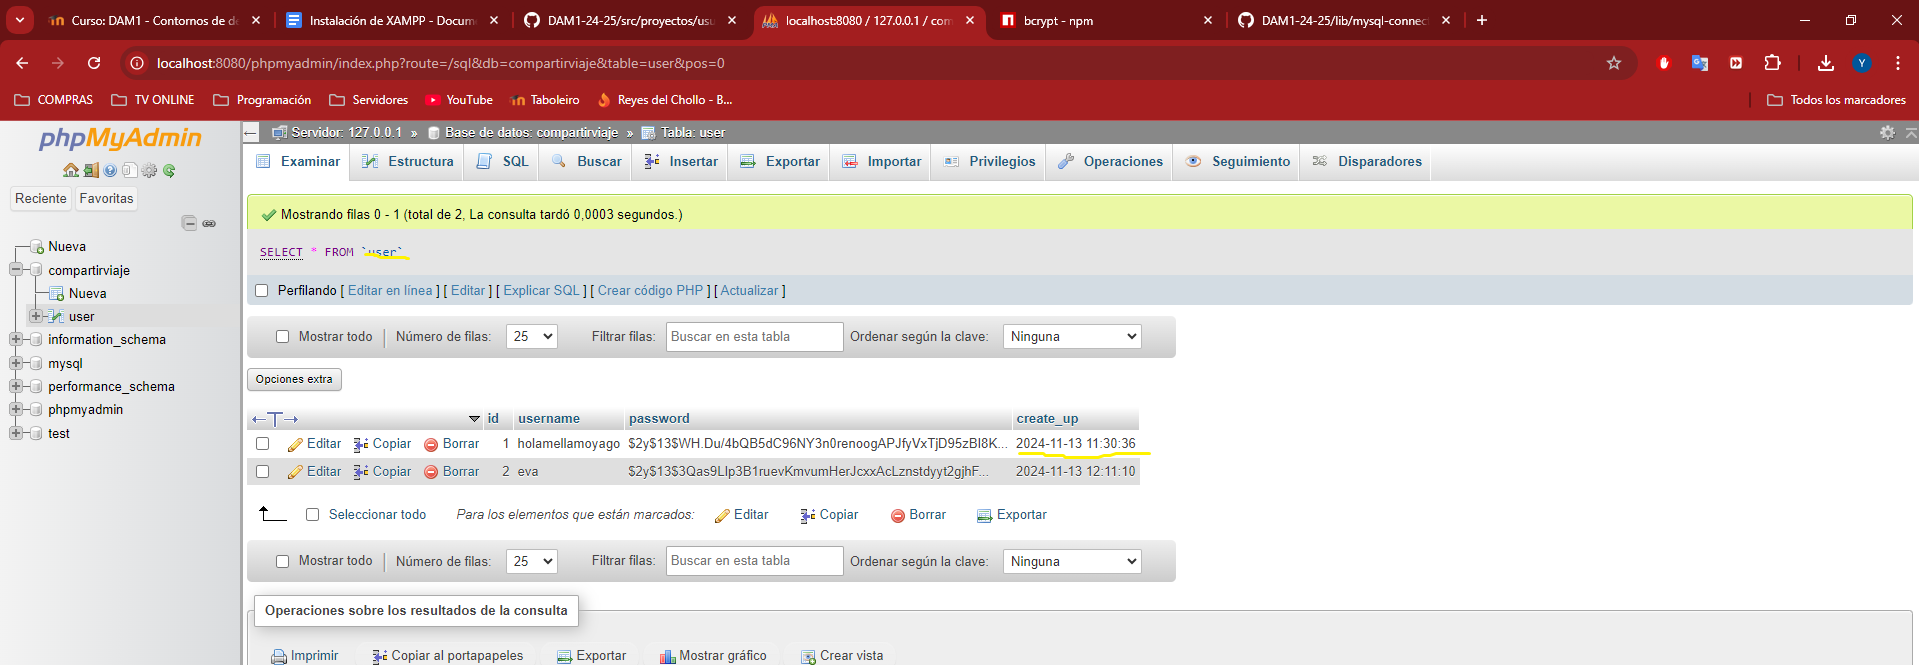 Curso: DAM1 - Contornos de de
Instalación de XAMPP - Docume
DAM1-24-25/src/proyectos/usu
localhost:8080 / 127.0.0.1 / com
bcrypt - npm
DAM1-24-25/lib/mysql-connec
localhost:8080/phpmyadmin/index.php?route=/sql&db=compartirviaje&table=user&pos=0
Y
COMPRAS
TV ONLINE
Programación
Servidores
YouTube
Taboleiro
Reyes del Chollo - B...
Todos los marcadores
phpMyAdmin
Reciente
Favoritas
Nueva
compartirviaje
Nueva
user
information_schema
mysql
performance_schema
phpmyadmin
test
Servidor: 127.0.0.1 » Base de datos: compartirviaje » Tabla: user
Examinar
Estructura
SQL
Buscar
Insertar
Exportar
Importar
Privilegios
Operaciones
Seguimiento
Disparadores
Mostrando filas 0 - 1 (total de 2, La consulta tardó 0,0003 segundos.)
SELECT * FROM `user`
Perfilando [ Editar en línea ] [ Editar ] [ Explicar SQL ] [ Crear código PHP ] [ Actualizar ]
Mostrar todo | Número de filas: 25 Filtrar filas: Buscar en esta tabla Ordenar según la clave: Ninguna
Opciones extra
←T→ id username password create_up
Editar Copiar Borrar 1 holamellamoyago $2y$13$WH.Du/4bQB5dC96NY3n0renoogAPJfyVxTjD95zBI8K... 2024-11-13 11:30:36
Editar Copiar Borrar 2 eva $2y$13$3Qas9Llp3B1ruevKmvumHerJcxxAcLznstdyyt2gjhF... 2024-11-13 12:11:10
Seleccionar todo Para los elementos que están marcados: Editar Copiar Borrar Exportar
Mostrar todo | Número de filas: 25 Filtrar filas: Buscar en esta tabla Ordenar según la clave: Ninguna
Operaciones sobre los resultados de la consulta
Imprimir Copiar al portapapeles Exportar Mostrar gráfico Crear vista